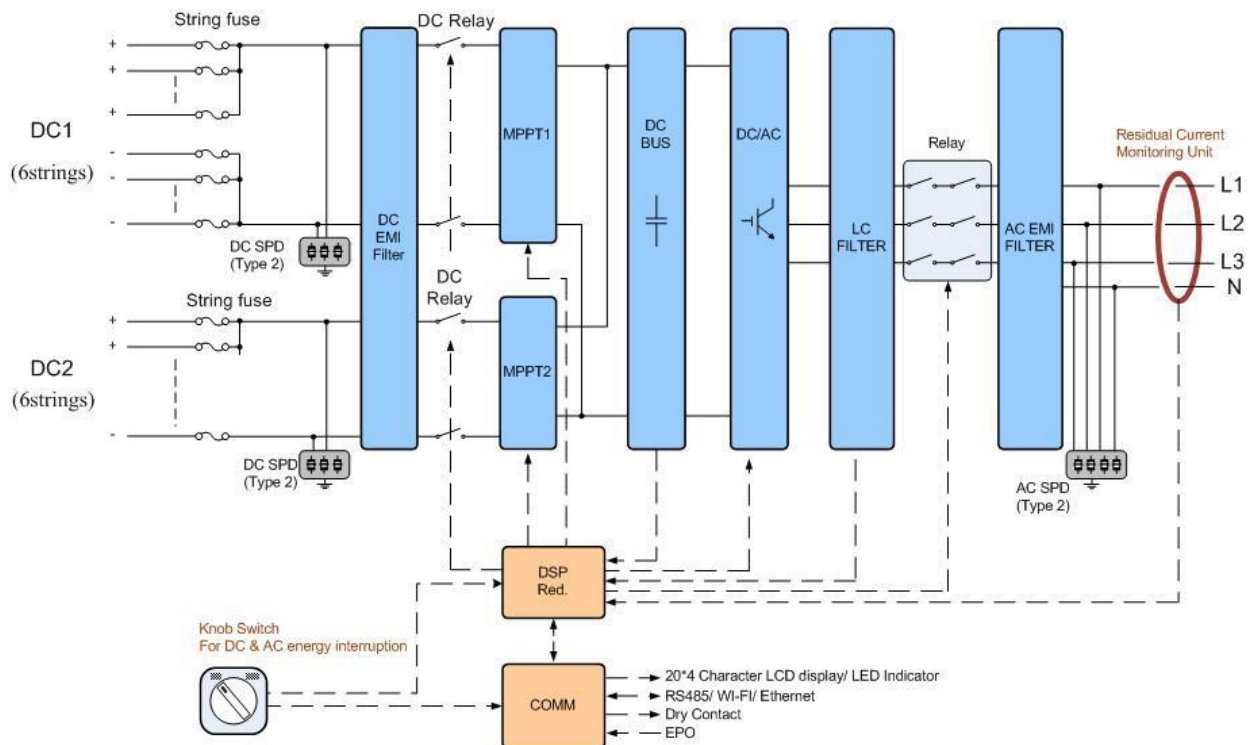 String fuse
DC Relay
+
+
+
DC1
(6strings)
-
-
-
DC SPD
(Type 2)
DC
EMI
Filter
MPPT1
DC
BUS
DC/AC
LC
FILTER
Relay
AC EMI
FILTER
Residual Current
Monitoring Unit
L1
L2
L3
N
String fuse
DC
Relay
+
+
DC2
(6strings)
-
DC SPD
(Type 2)
MPPT2
AC SPD
(Type 2)
DSP
Red.
Knob Switch
For DC & AC energy interruption
COMM
20*4 Character LCD display/ LED Indicator
RS485/ WI-FI/ Ethernet
Dry Contact
EPO